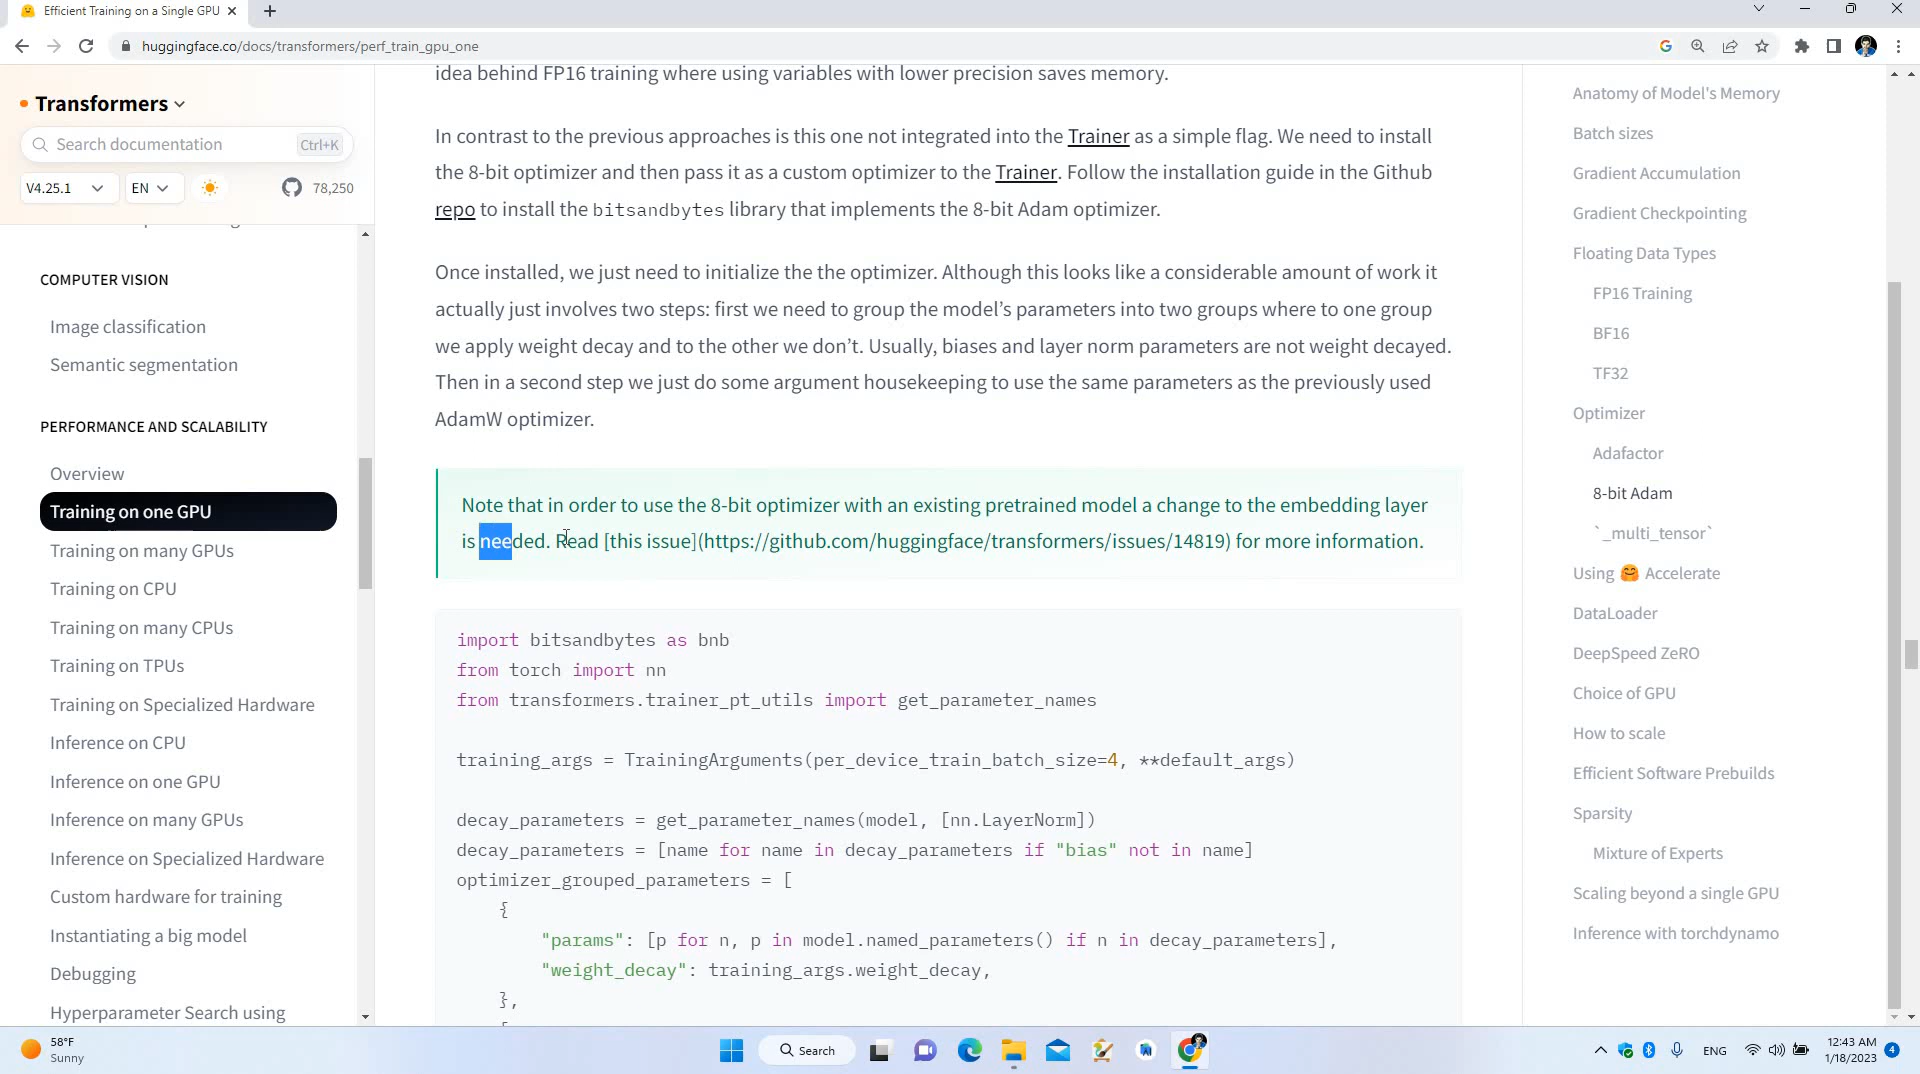 Efficient Training on a Single GPU
huggingface.co/docs/transformers/perf_train_gpu_one
Transformers
Search documentation
Ctrl+K
V4.25.1
EN
78,250
COMPUTER VISION
Image classification
Semantic segmentation
PERFORMANCE AND SCALABILITY
Overview
Training on one GPU
Training on many GPUs
Training on CPU
Training on many CPUs
Training on TPUs
Training on Specialized Hardware
Inference on CPU
Inference on one GPU
Inference on many GPUs
Inference on Specialized Hardware
Custom hardware for training
Instantiating a big model
Debugging
Hyperparameter Search using
idea behind FP16 training where using variables with lower precision saves memory.
In contrast to the previous approaches is this one not integrated into the Trainer as a simple flag. We need to install
the 8-bit optimizer and then pass it as a custom optimizer to the Trainer. Follow the installation guide in the Github
repo to install the bitsandbytes library that implements the 8-bit Adam optimizer.
Once installed, we just need to initialize the the optimizer. Although this looks like a considerable amount of work it
actually just involves two steps: first we need to group the model’s parameters into two groups where to one group
we apply weight decay and to the other we don’t. Usually, biases and layer norm parameters are not weight decayed.
Then in a second step we just do some argument housekeeping to use the same parameters as the previously used
AdamW optimizer.
Note that in order to use the 8-bit optimizer with an existing pretrained model a change to the embedding layer
is needed. Read [this issue](https://github.com/huggingface/transformers/issues/14819) for more information.
import bitsandbytes as bnb
from torch import nn
from transformers.trainer_pt_utils import get_parameter_names
training_args = TrainingArguments(per_device_train_batch_size=4, **default_args)
decay_parameters = get_parameter_names(model, [nn.LayerNorm])
decay_parameters = [name for name in decay_parameters if "bias" not in name]
optimizer_grouped_parameters = [
{
"params": [p for n, p in model.named_parameters() if n in decay_parameters],
"weight_decay": training_args.weight_decay,
},
Anatomy of Model's Memory
Batch sizes
Gradient Accumulation
Gradient Checkpointing
Floating Data Types
FP16 Training
BF16
TF32
Optimizer
Adafactor
8-bit Adam
`_multi_tensor`
Using 🤗 Accelerate
DataLoader
DeepSpeed ZeRO
Choice of GPU
How to scale
Efficient Software Prebuilds
Sparsity
Mixture of Experts
Scaling beyond a single GPU
Inference with torchdynamo
58°F
Sunny
Search
ENG
12:43 AM
1/18/2023
4